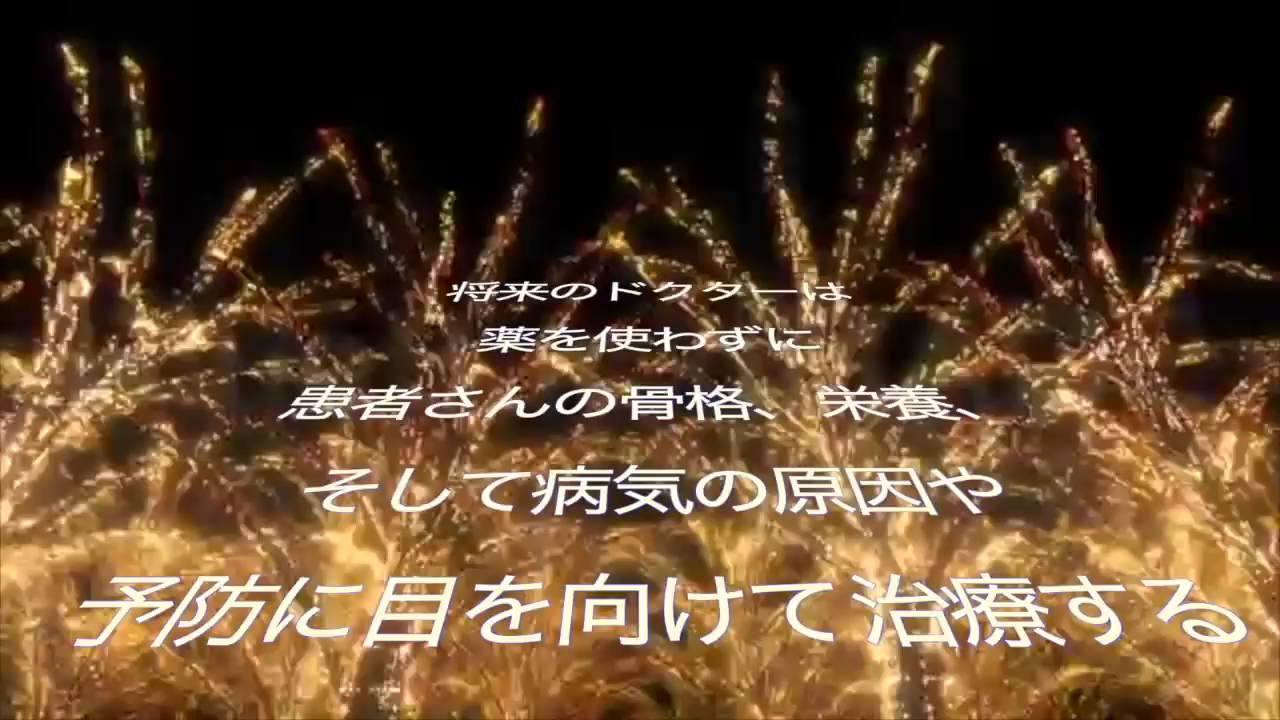 将来のドクターは
薬を使わずに
患者さんの骨格、栄養、
そして病気の原因や
予防に目を向けて治療する